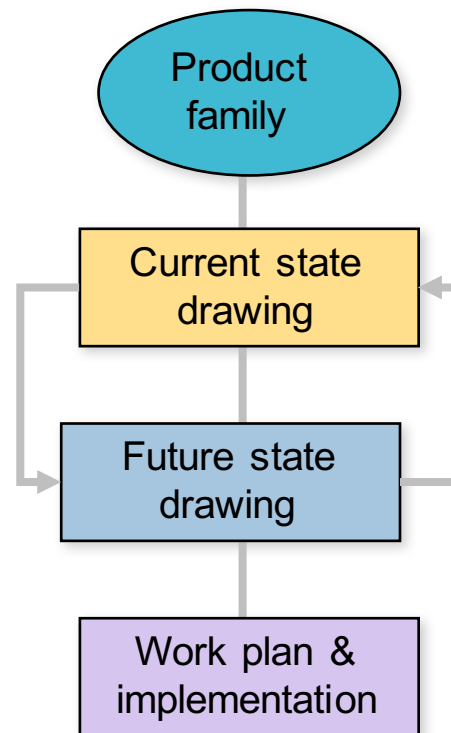 Product
family
Current state
drawing
Future state
drawing
Work plan &
implementation